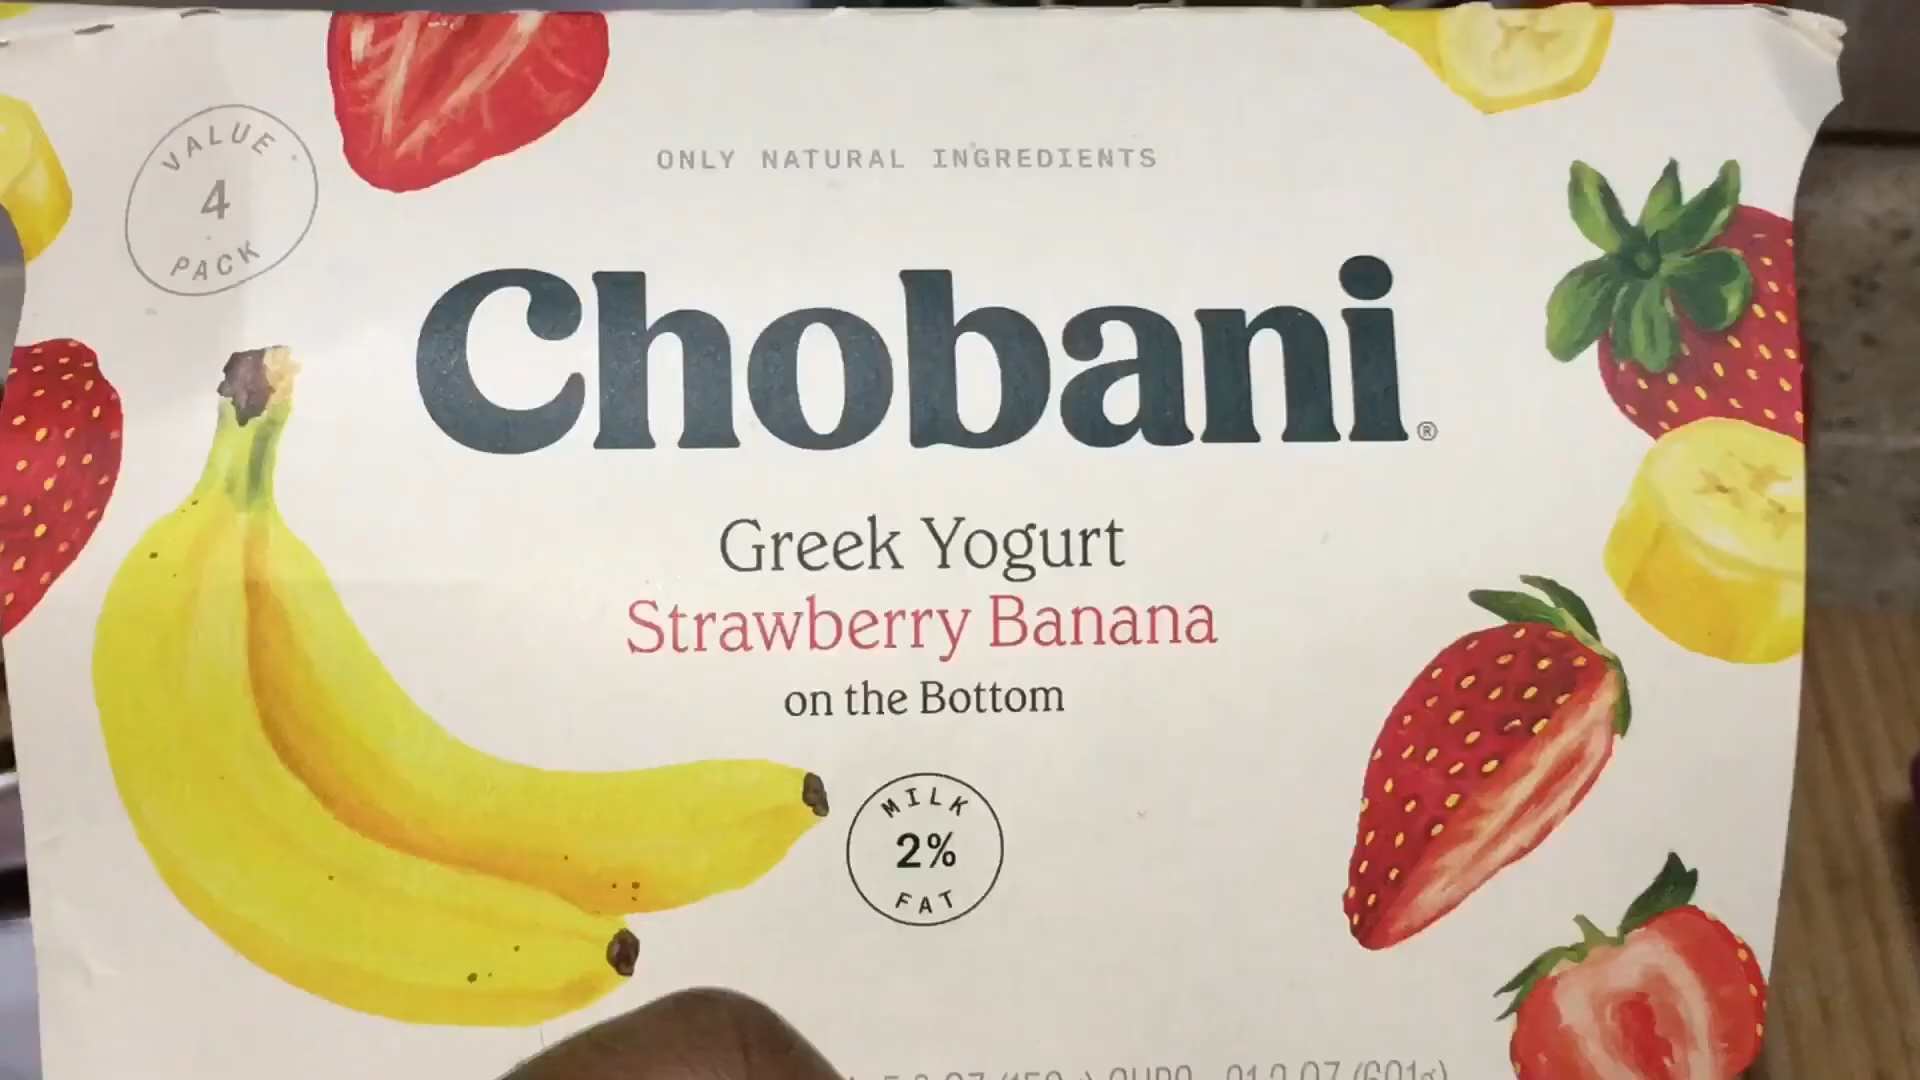 VALUE
4
PACK
ONLY NATURAL INGREDIENTS
Chobani®
Greek Yogurt
Strawberry Banana
on the Bottom
MILK
2%
FAT